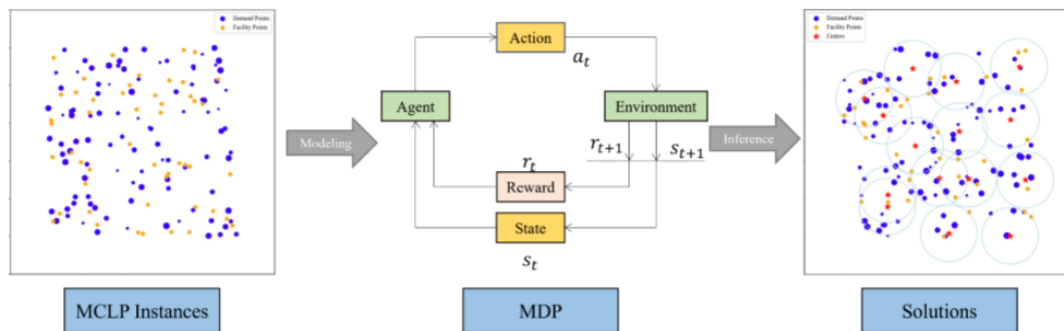 Demand Points
Facility Points
Action
a_t
Agent
Environment
Modeling
r_{t+1}
s_{t+1}
r_t
Reward
State
s_t
Inference
Demand Points
Facility Points
Centers
MCLP Instances
MDP
Solutions